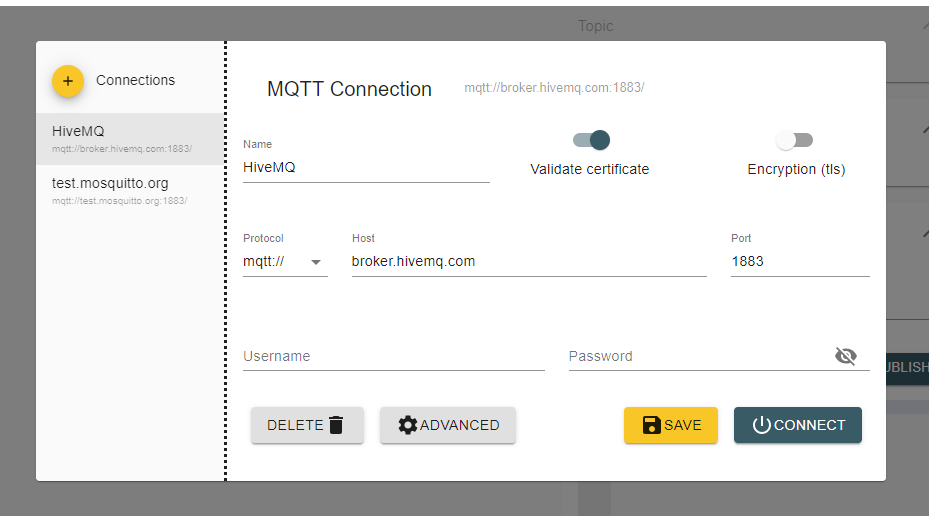 Topic
+ Connections
HiveMQ
mqtt://broker.hivemq.com:1883/
test.mosquitto.org
mqtt://test.mosquitto.org:1883/
MQTT Connection mqtt://broker.hivemq.com:1883/
Name
HiveMQ
Validate certificate
Encryption (tls)
Protocol Host Port
mqtt:// broker.hivemq.com 1883
Username Password
DELETE ADVANCED SAVE CONNECT
UBLISH